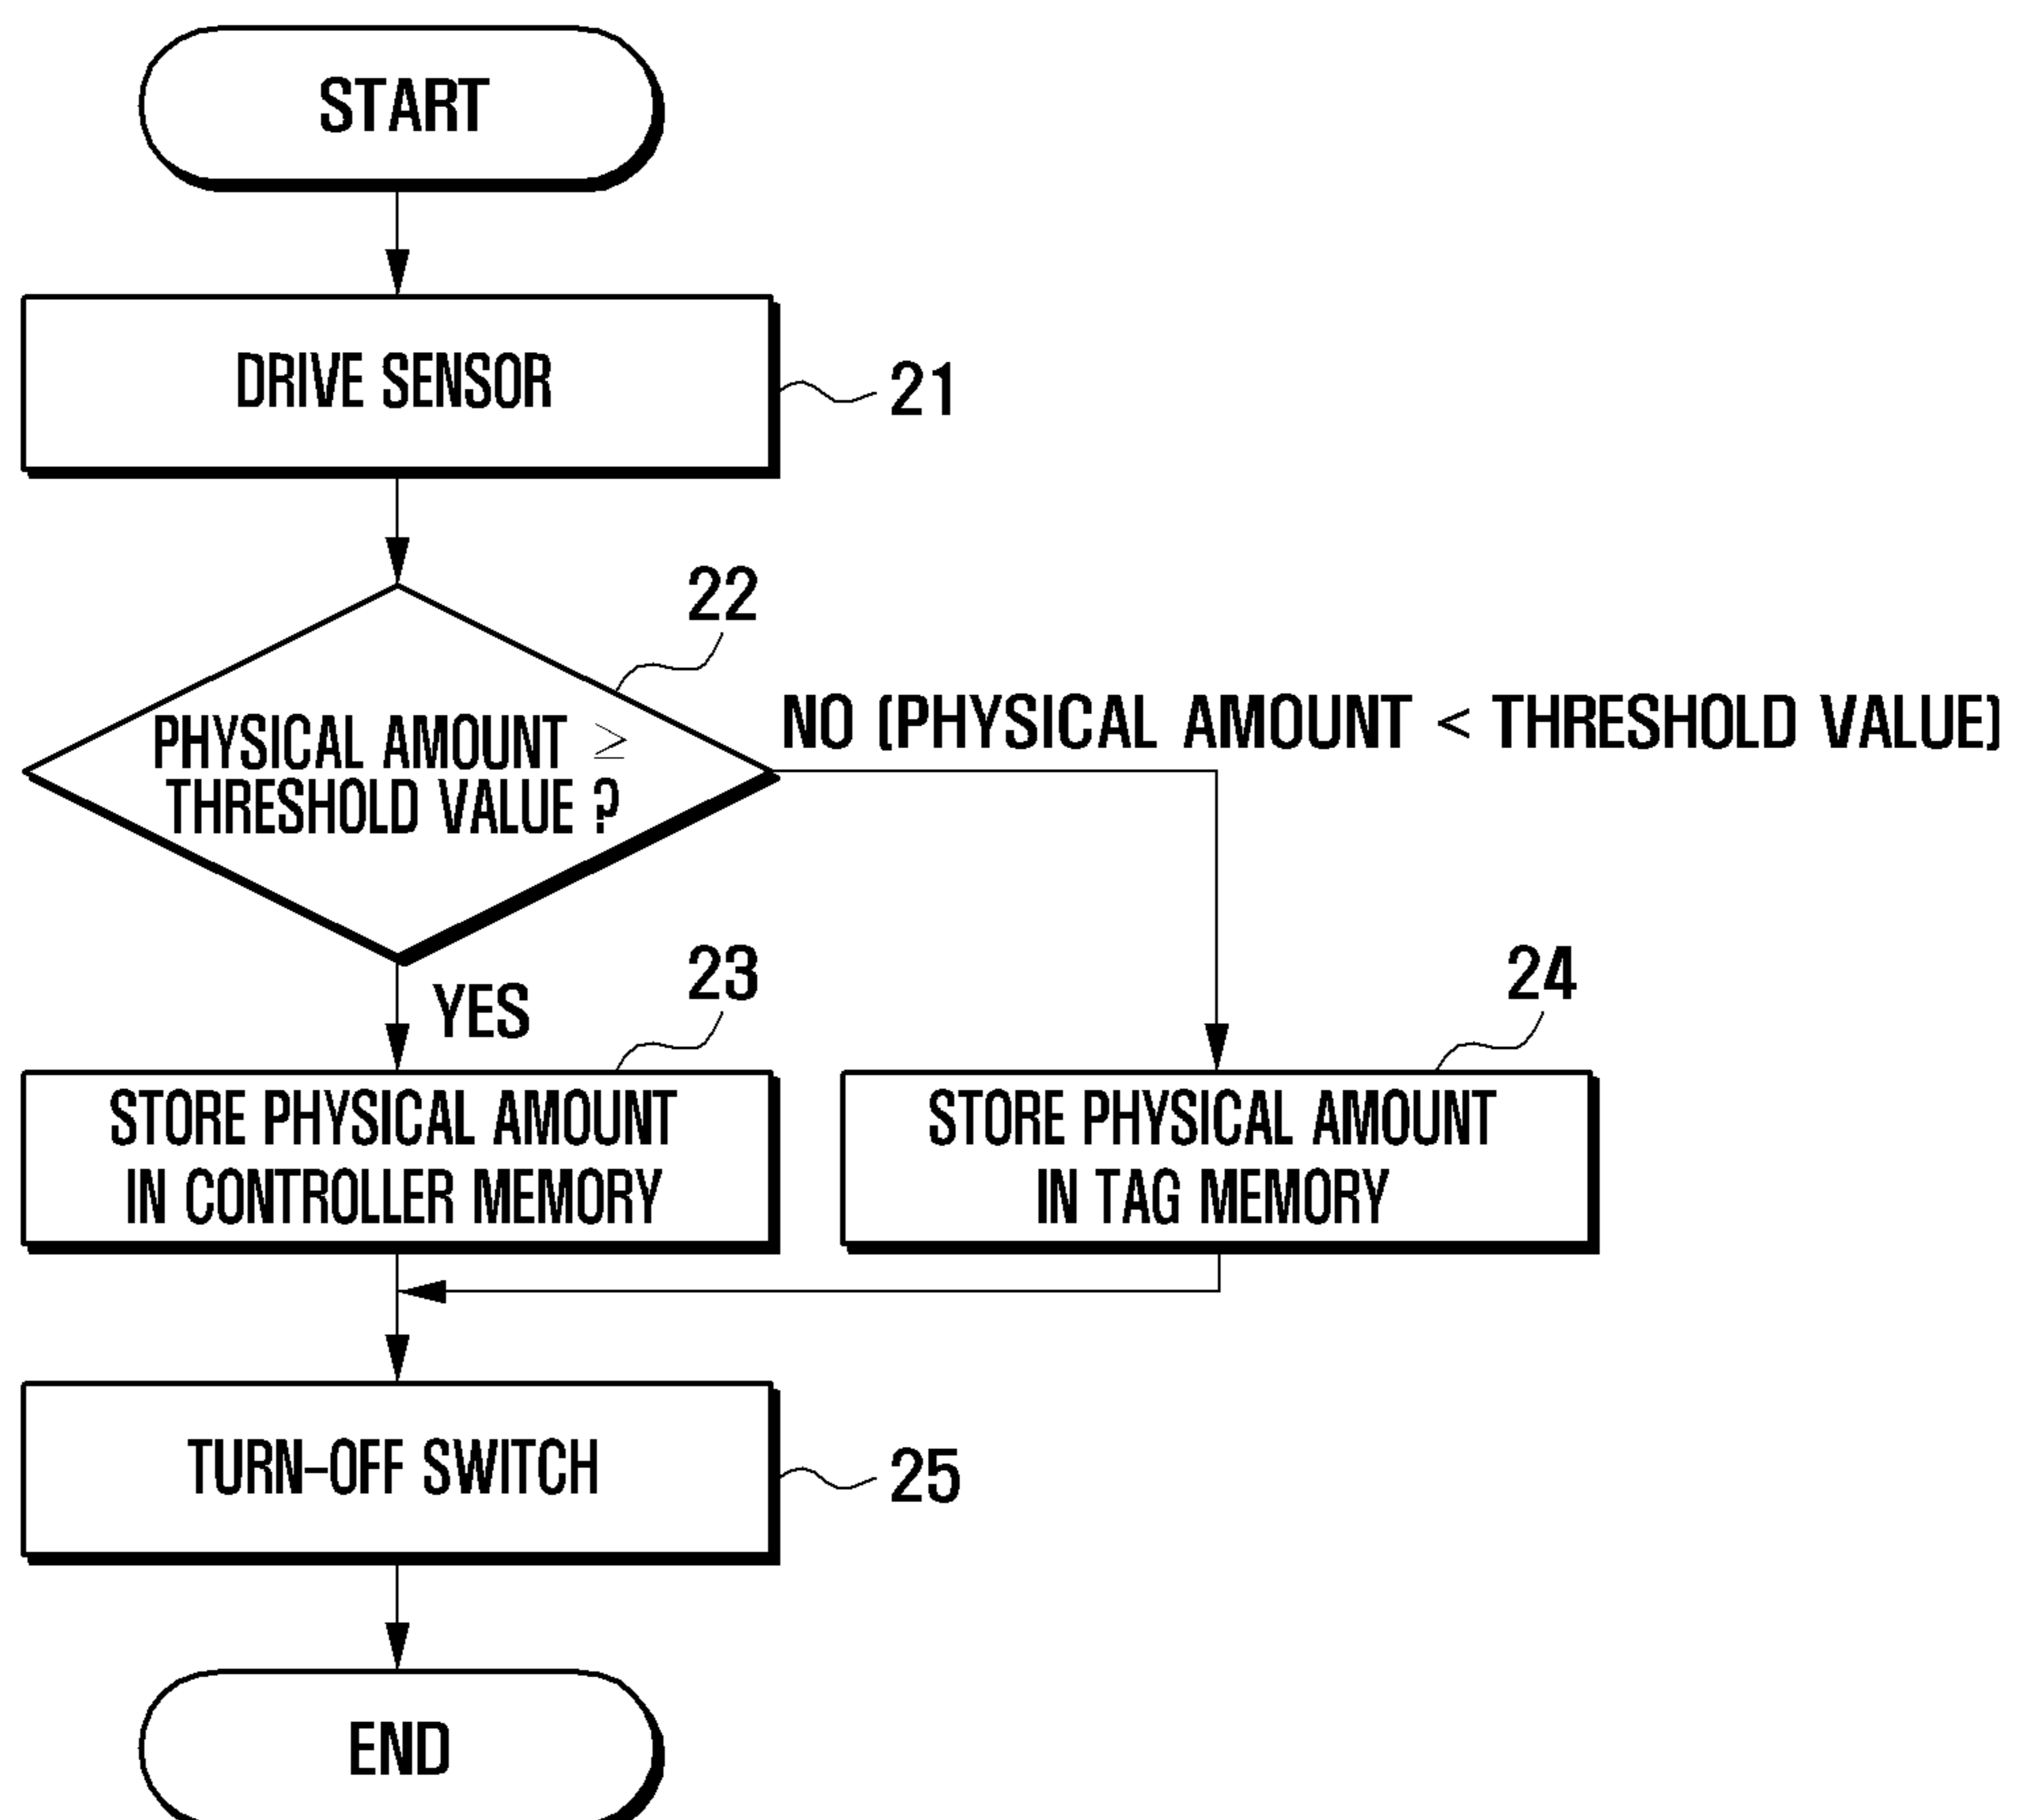 START
DRIVE SENSOR
21
22
PHYSICAL AMOUNT ≥
THRESHOLD VALUE ?
NO (PHYSICAL AMOUNT < THRESHOLD VALUE)
YES
23
24
STORE PHYSICAL AMOUNT
IN CONTROLLER MEMORY
STORE PHYSICAL AMOUNT
IN TAG MEMORY
TURN-OFF SWITCH
25
END